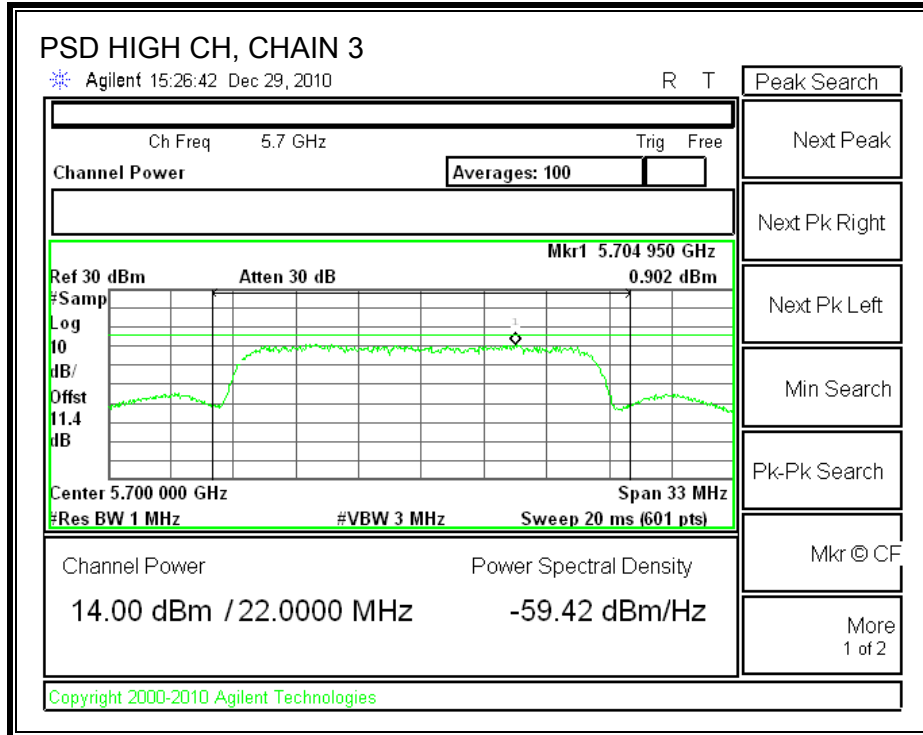 PSD HIGH CH, CHAIN 3
Agilent 15:26:42 Dec 29, 2010 R T
Peak Search
Ch Freq 5.7 GHz Trig Free
Channel Power Averages: 100
Next Peak
Next Pk Right
Mkr1 5.704 950 GHz
Ref 30 dBm Atten 30 dB 0.902 dBm
#Samp
Log
10
dB/
Offst
11.4
dB
1
Next Pk Left
Min Search
Pk-Pk Search
Center 5.700 000 GHz Span 33 MHz
#Res BW 1 MHz #VBW 3 MHz Sweep 20 ms (601 pts)
Mkr © CF
Channel Power Power Spectral Density
14.00 dBm / 22.0000 MHz -59.42 dBm/Hz
More
1 of 2
Copyright 2000-2010 Agilent Technologies